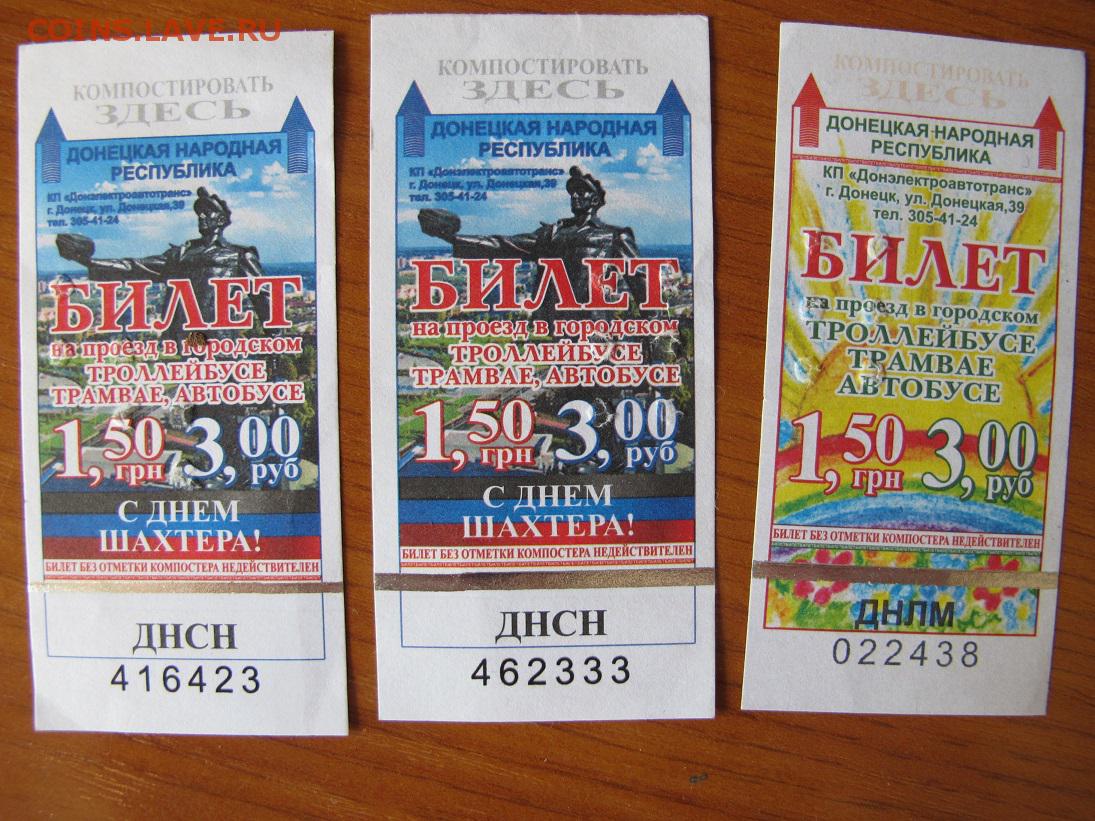 COINS.LAVE.RU
КОМПОСТИРОВАТЬ
ЗДЕСЬ
ДОНЕЦКАЯ НАРОДНАЯ
РЕСПУБЛИКА
КП «Донэлектроавтотранс»
г. Донецк, ул. Донецкая,39
тел. 305-41-24
БИЛЕТ
на проезд в городском
ТРОЛЛЕЙБУСЕ
ТРАМВАЕ, АВТОБУСЕ
1,50 грн, 3,00 руб
С ДНЕМ
ШАХТЕРА!
БИЛЕТ БЕЗ ОТМЕТКИ КОМПОСТЕРА НЕДЕЙСТВИТЕЛЕН
ДНСН
416423
КОМПОСТИРОВАТЬ
ЗДЕСЬ
ДОНЕЦКАЯ НАРОДНАЯ
РЕСПУБЛИКА
КП «Донэлектроавтотранс»
г. Донецк, ул. Донецкая,39
тел. 305-41-24
БИЛЕТ
на проезд в городском
ТРОЛЛЕЙБУСЕ
ТРАМВАЕ, АВТОБУСЕ
1,50 грн, 3,00 руб
С ДНЕМ
ШАХТЕРА!
БИЛЕТ БЕЗ ОТМЕТКИ КОМПОСТЕРА НЕДЕЙСТВИТЕЛЕН
ДНСН
462333
КОМПОСТИРОВАТЬ
ЗДЕСЬ
ДОНЕЦКАЯ НАРОДНАЯ
РЕСПУБЛИКА
КП «Донэлектроавтотранс»
г. Донецк, ул. Донецкая,39
тел. 305-41-24
БИЛЕТ
на проезд в городском
ТРОЛЛЕЙБУСЕ
ТРАМВАЕ
АВТОБУСЕ
1,50 грн 3,00 руб
БИЛЕТ БЕЗ ОТМЕТКИ КОМПОСТЕРА НЕДЕЙСТВИТЕЛЕН
ДНЛМ
022438